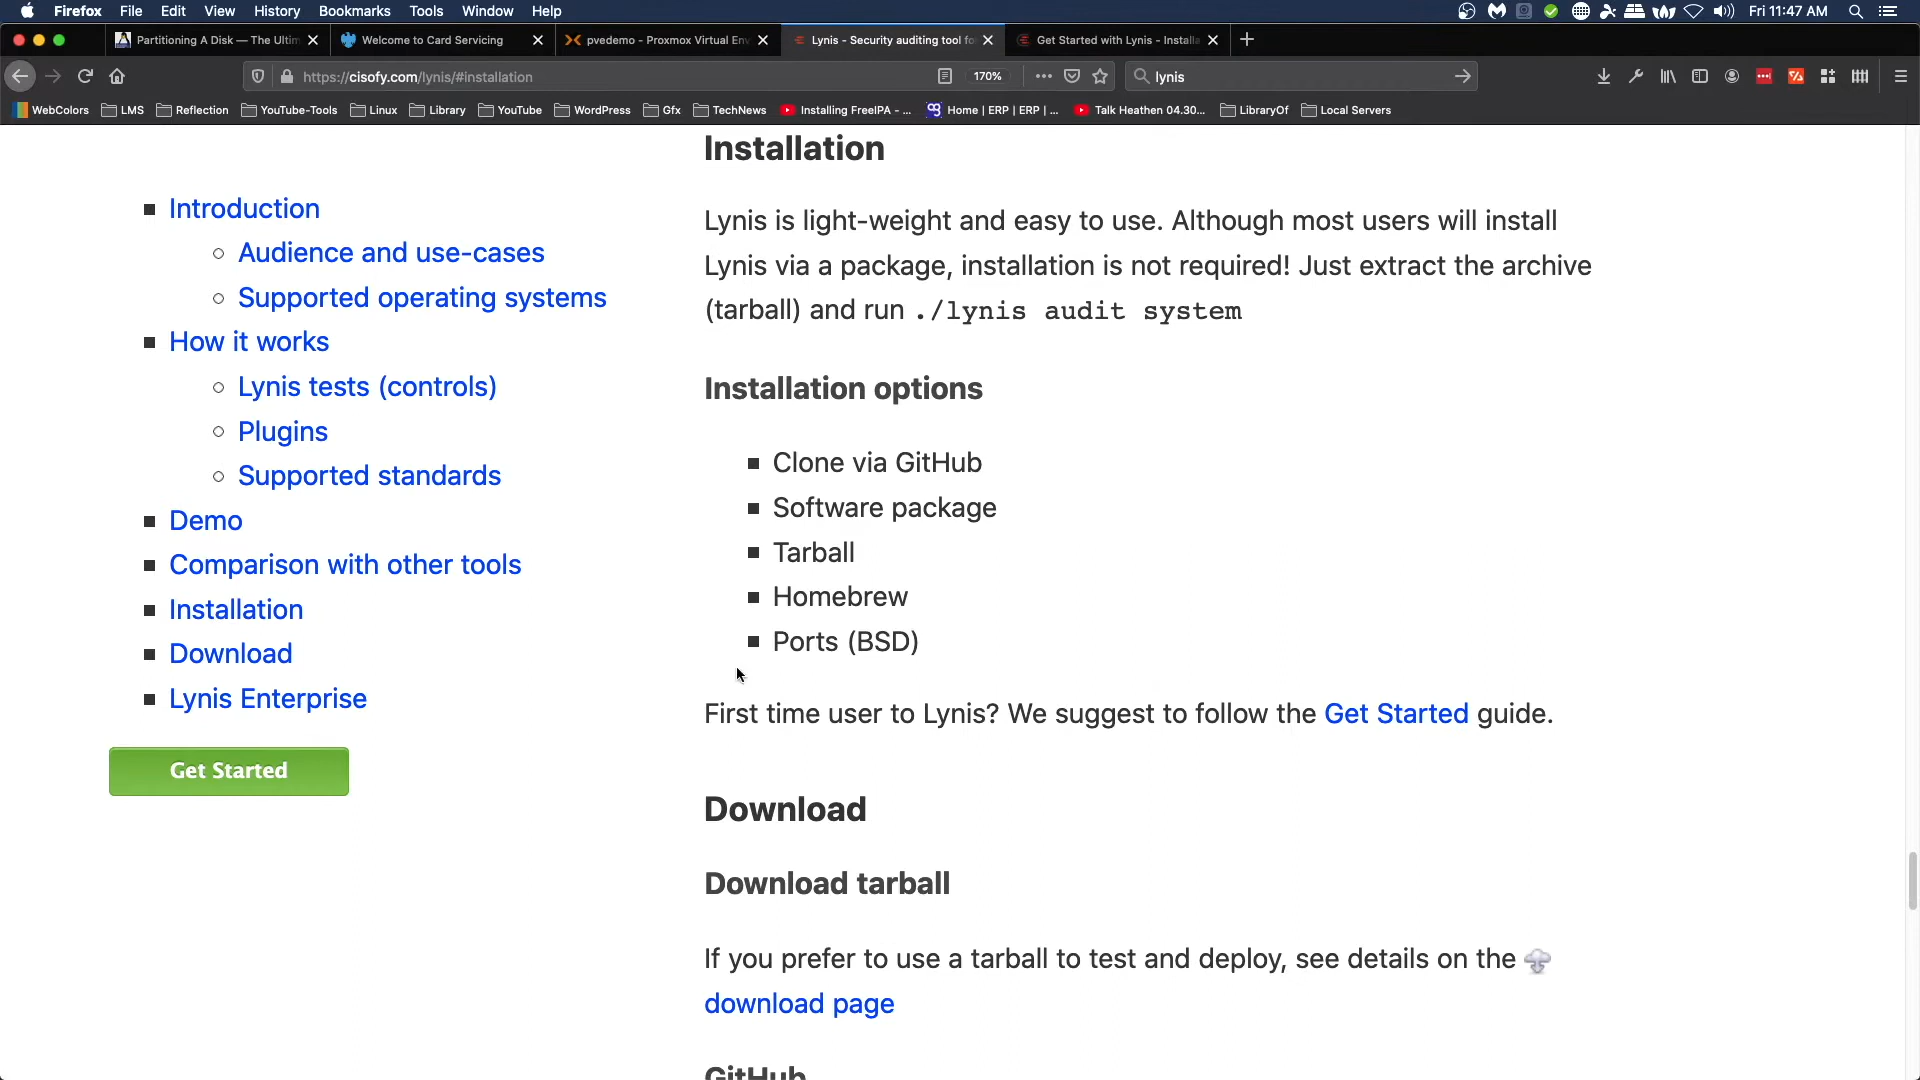 Firefox File Edit View History Bookmarks Tools Window Help Fri 11:47 AM
Partitioning A Disk — The Ultim Welcome to Card Servicing pvedemo - Proxmox Virtual Env Lynis - Security auditing tool fo Get Started with Lynis - Installa
https://cisofy.com/lynis/#installation 170% lynis
WebColors LMS Reflection YouTube-Tools Linux Library YouTube WordPress Gfx TechNews Installing FreeIPA - ... Home | ERP | ERP | ... Talk Heathen 04.30... LibraryOf Local Servers
Introduction
Audience and use-cases
Supported operating systems
How it works
Lynis tests (controls)
Plugins
Supported standards
Demo
Comparison with other tools
Installation
Download
Lynis Enterprise
Get Started
Installation
Lynis is light-weight and easy to use. Although most users will install
Lynis via a package, installation is not required! Just extract the archive
(tarball) and run ./lynis audit system
Installation options
Clone via GitHub
Software package
Tarball
Homebrew
Ports (BSD)
First time user to Lynis? We suggest to follow the Get Started guide.
Download
Download tarball
If you prefer to use a tarball to test and deploy, see details on the
download page
GitHub